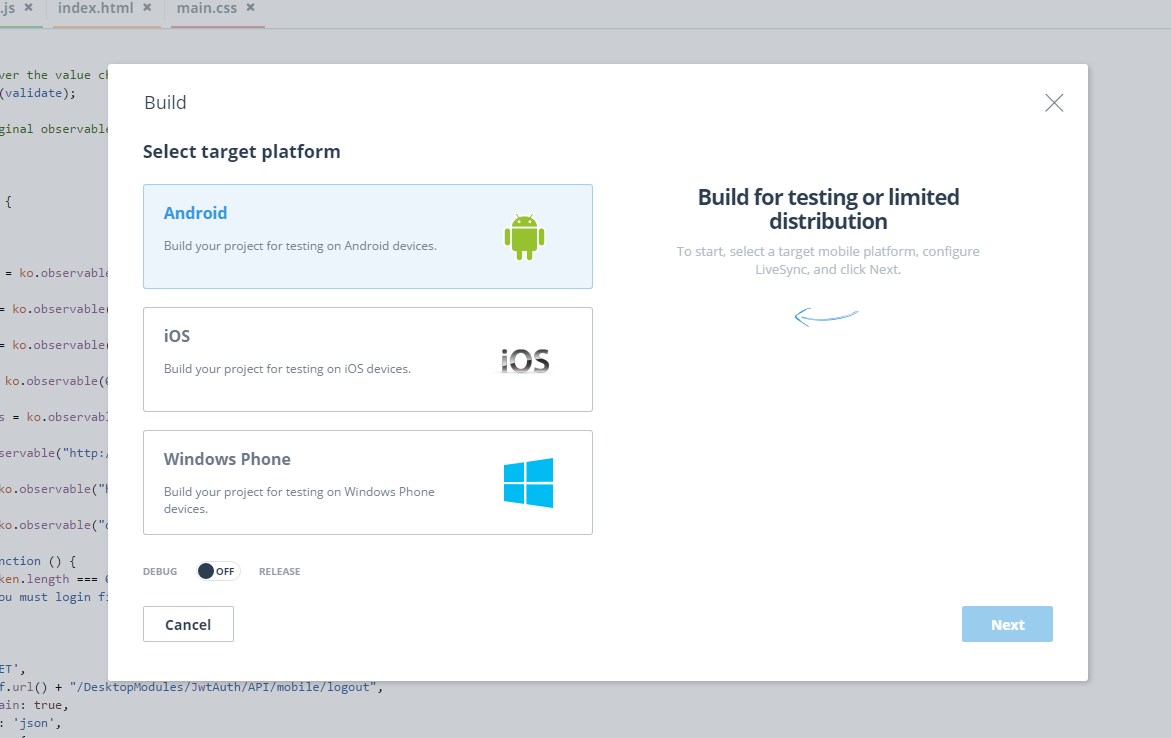 .js ×
index.html ×
main.css ×
ver the value
(validate);
ginal observable
{
= ko.observable
= ko.observable(
= ko.observable(
ko.observable(
s = ko.observabl
servable("http:/
ko.observable("
ko.observable("
nction () {
ken.length ===
ou must login
ET',
f.url() + "/DesktopModules/JwtAuth/API/mobile/logout",
ain: true,
: 'json',
Build
Select target platform
Android
Build your project for testing on Android devices.
iOS
Build your project for testing on iOS devices.
iOS
Windows Phone
Build your project for testing on Windows Phone
devices.
DEBUG OFF RELEASE
Cancel
Build for testing or limited
distribution
To start, select a target mobile platform, configure
LiveSync, and click Next.
Next